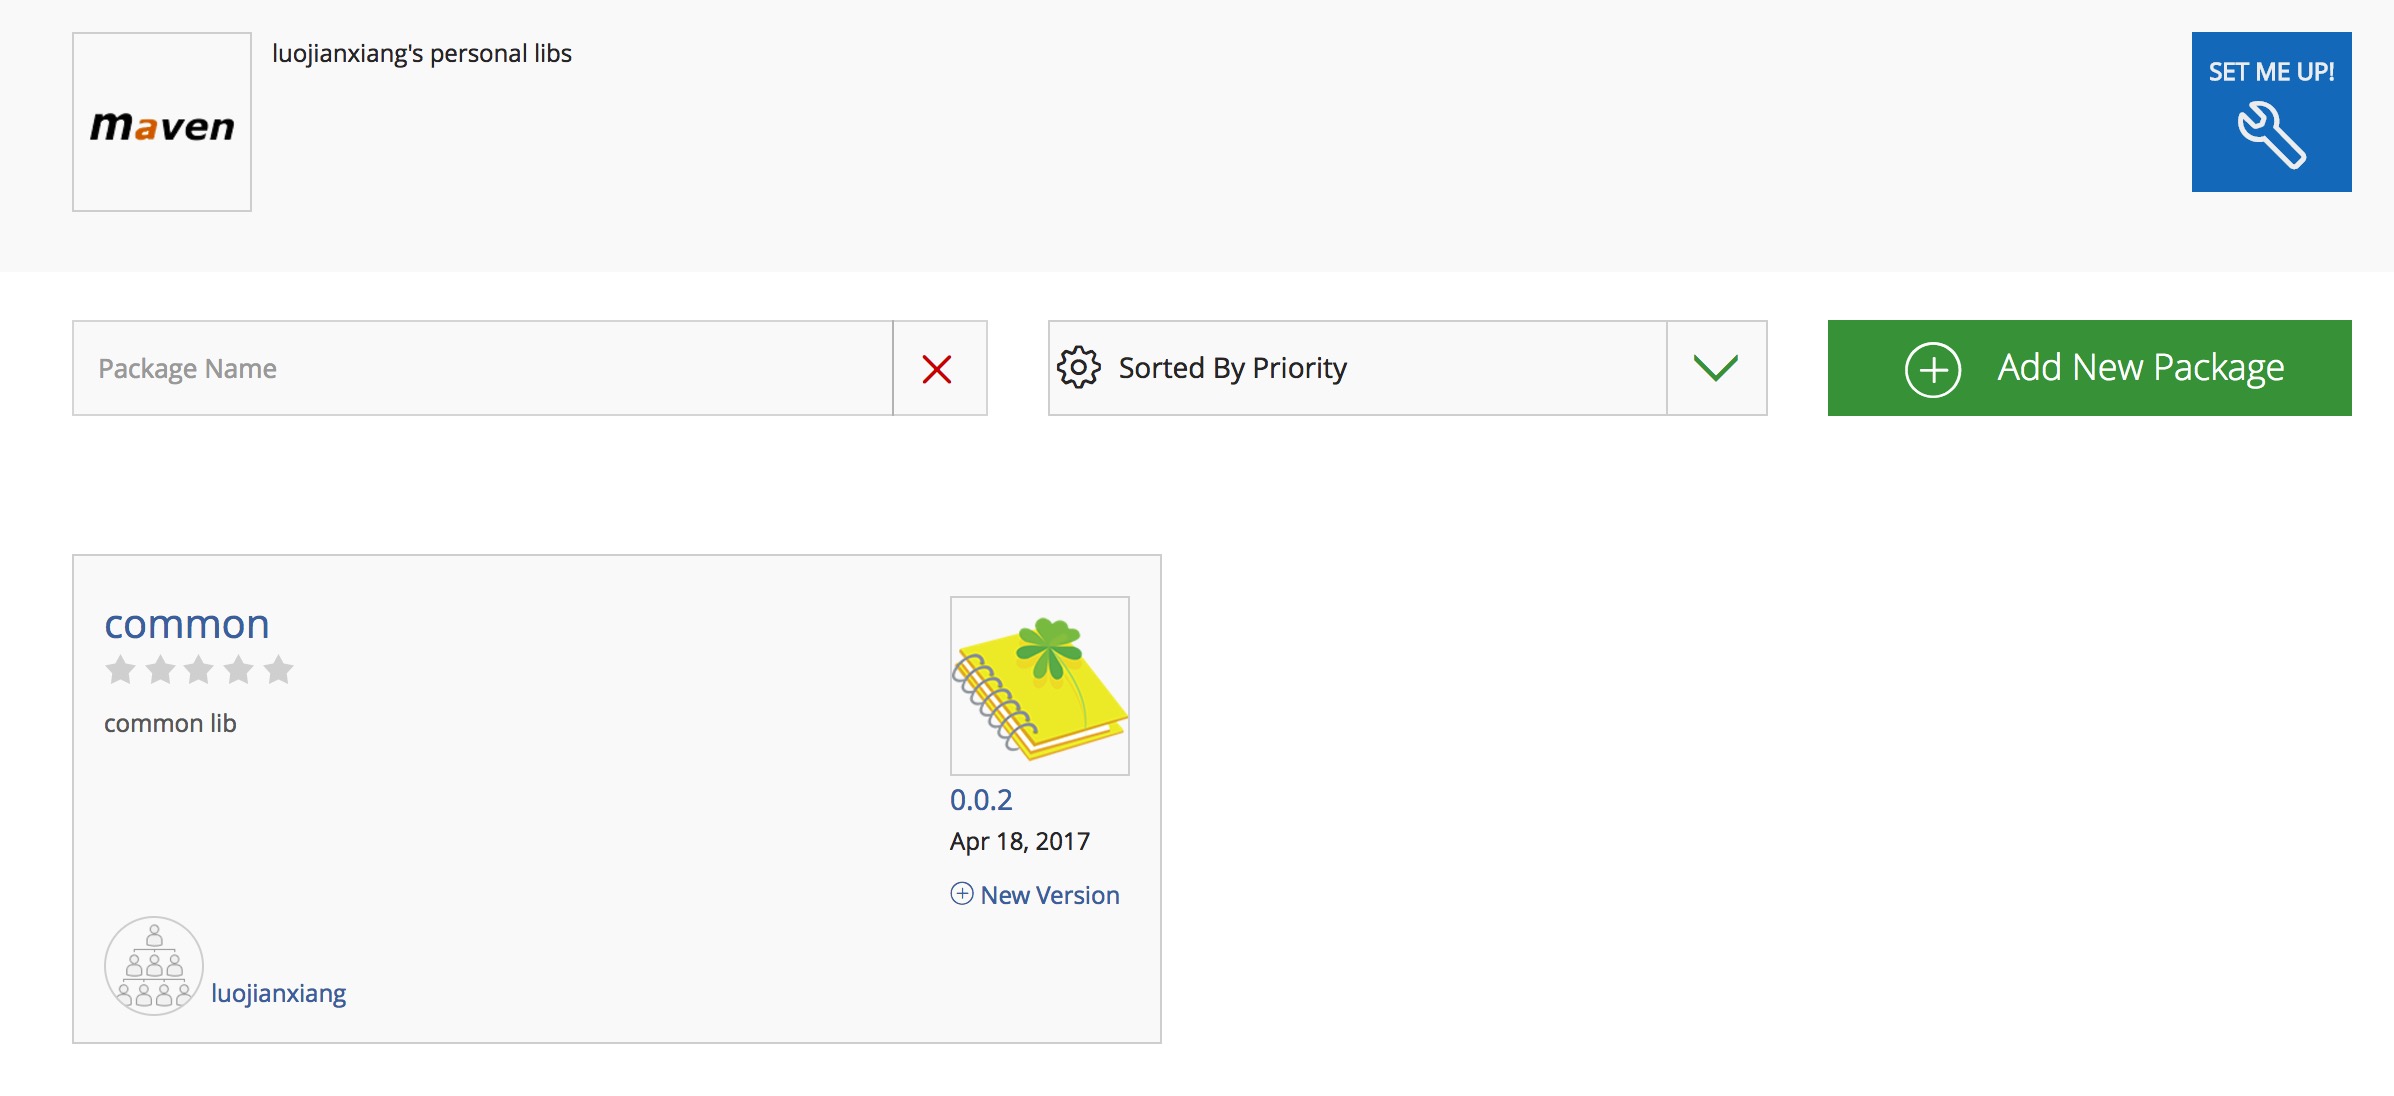 luojianxiang's personal libs
maven
SET ME UP!
Package Name
Sorted By Priority
Add New Package
common
common lib
0.0.2
Apr 18, 2017
New Version
luojianxiang